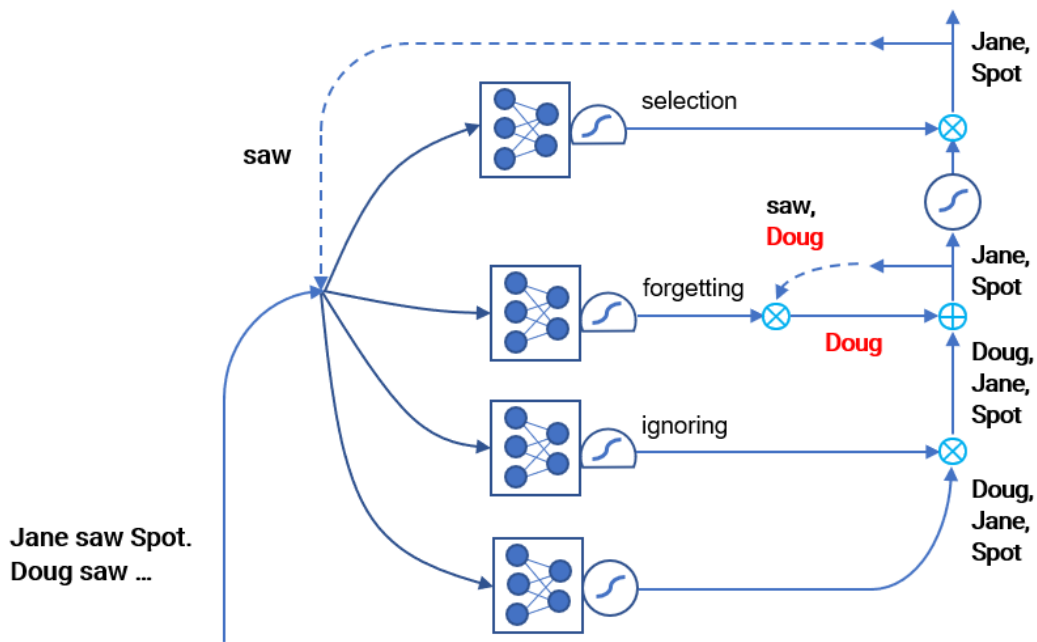 Jane,
Spot
selection
saw
saw,
Doug
Jane,
Spot
forgetting
Doug
Doug,
Jane,
Spot
ignoring
Doug,
Jane,
Spot
Jane saw Spot.
Doug saw ...